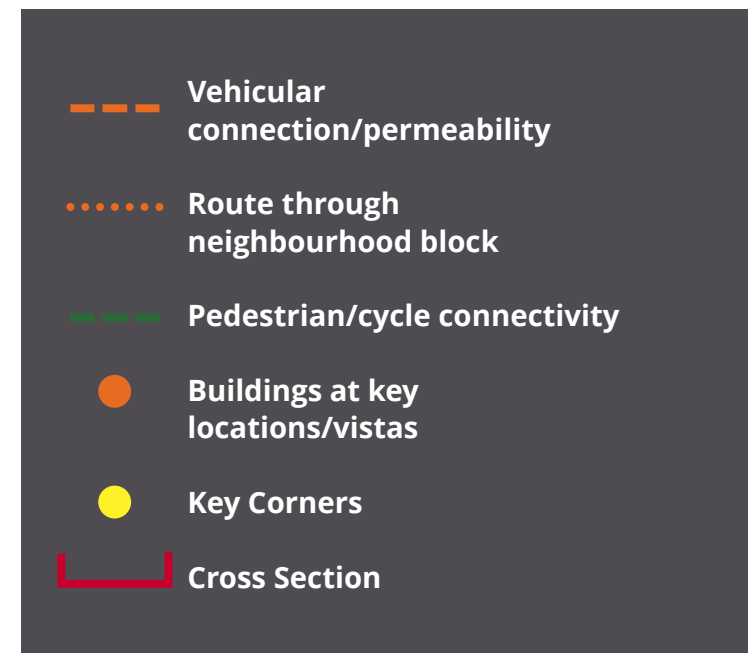 Vehicular
connection/permeability
Route through
neighbourhood block
Pedestrian/cycle connectivity
Buildings at key
locations/vistas
Key Corners
Cross Section